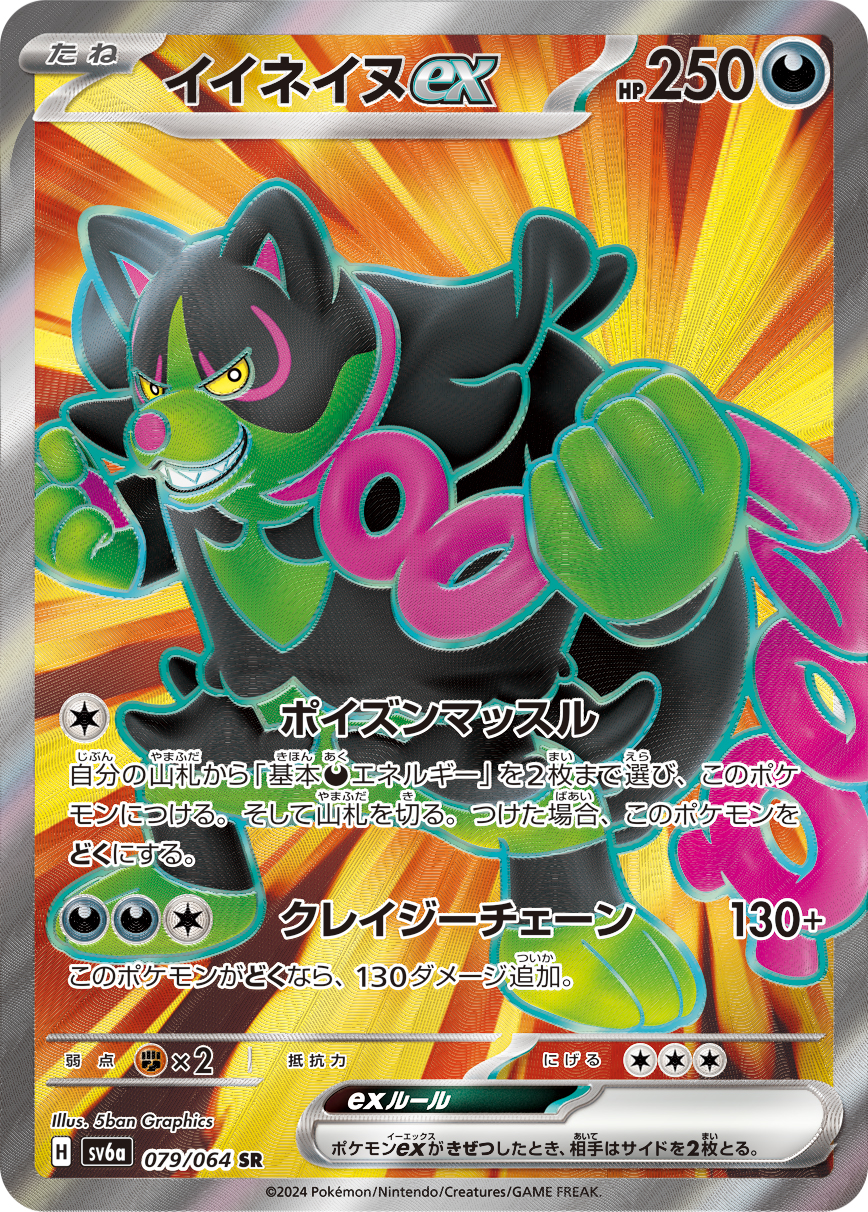 たね
イイネイヌex
HP250
ポイズンマッスル
自分の山札から「基本エネルギー」を2枚まで選び、このポケ
モンにつける。そして山札を切る。つけた場合、このポケモンを
どくにする。
クレイジーチェーン 130+
このポケモンがどくなら、130ダメージ追加。
弱点 ×2 抵抗力 にげる
exルール
ポケモンexがきぜつしたとき、相手はサイドを2枚とる。
Illus. 5ban Graphics
H sv6a 079/064 SR
©2024 Pokémon/Nintendo/Creatures/GAME FREAK.